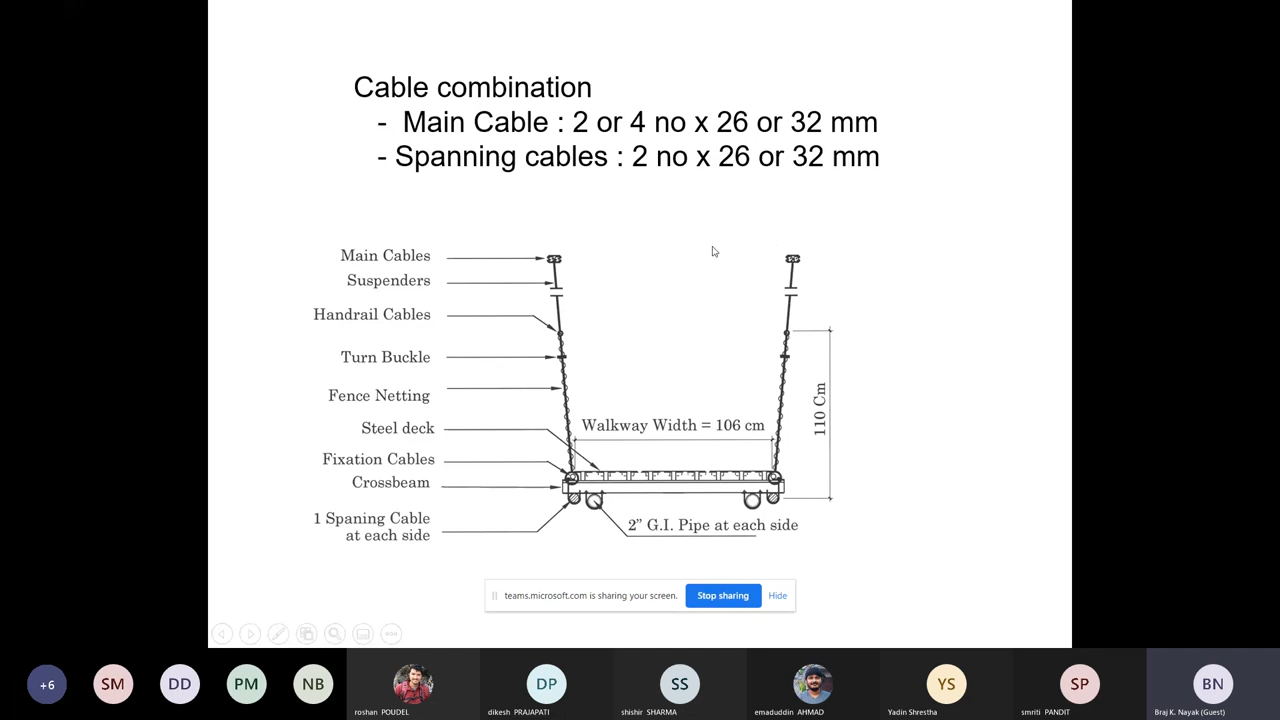 Cable combination
- Main Cable : 2 or 4 no x 26 or 32 mm
- Spanning cables : 2 no x 26 or 32 mm
Main Cables
Suspenders
Handrail Cables
Turn Buckle
Fence Netting
Steel deck
Fixation Cables
Crossbeam
1 Spaning Cable
at each side
Walkway Width = 106 cm
110 Cm
2” G.I. Pipe at each side
teams.microsoft.com is sharing your screen.
Stop sharing
Hide
+6
SM
DD
PM
NB
roshan POUDEL
DP
dikesh PRAJAPATI
SS
shishir SHARMA
emaduddin AHMAD
YS
Yadin Shrestha
SP
smriti PANDIT
BN
Braj K. Nayak (Guest)